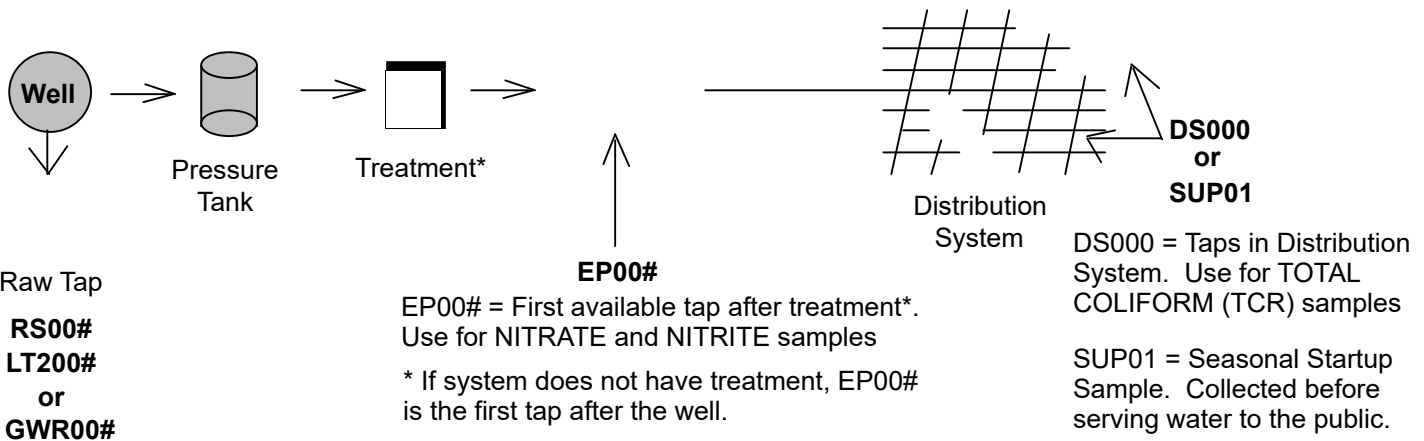 Well
Pressure
Tank
Treatment*
Distribution
System
DS000
or
SUP01
Raw Tap
RS00#
LT200#
or
GWR00#
EP00#
EP00# = First available tap after treatment*.
Use for NITRATE and NITRITE samples
* If system does not have treatment, EP00#
is the first tap after the well.
DS000 = Taps in Distribution
System. Use for TOTAL
COLIFORM (TCR) samples
SUP01 = Seasonal Startup
Sample. Collected before
serving water to the public.